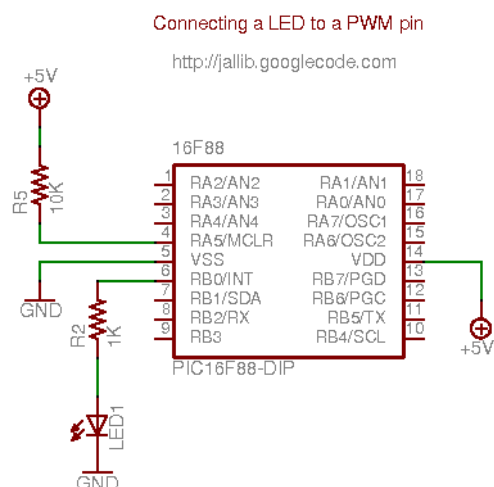 Connecting a LED to a PWM pin
http://jallib.googlecode.com
+5V
16F88
R5
10K
1 RA2/AN2 RA1/AN1 18
2 RA3/AN3 RA0/AN0 17
3 RA4/AN4 RA7/OSC1 16
4 RA5/MCLR RA6/OSC2 15
5 VSS VDD 14
6 RB0/INT RB7/PGD 13
7 RB1/SDA RB6/PGC 12
8 RB2/RX RB5/TX 11
9 RB3 RB4/SCL 10
GND
R2
1K
+5V
PIC16F88-DIP
LED1
GND